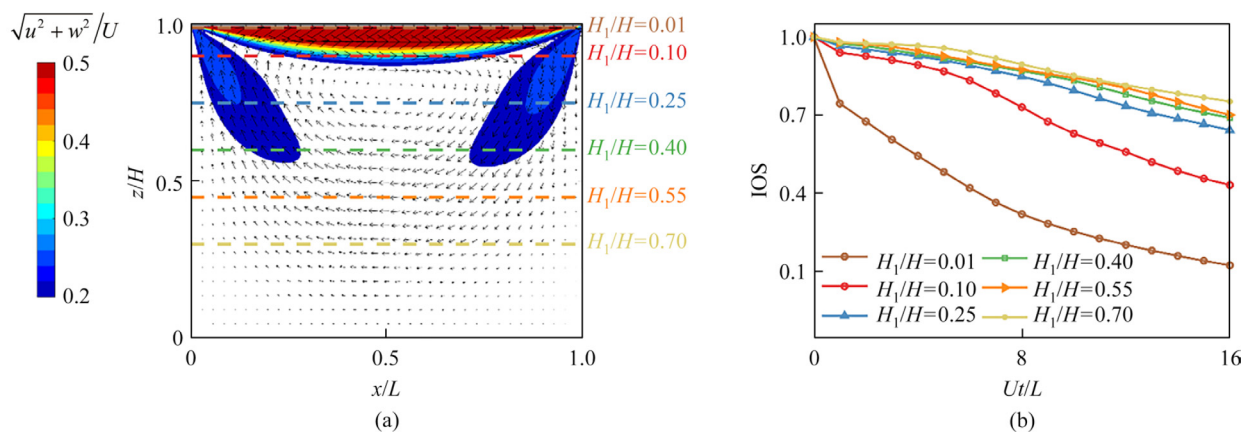 √u² + w²/U
0.5
0.4
0.3
0.2
z/H
1.0
0.5
0
0
0.5
1.0
x/L
(a)
H₁/H=0.01
H₁/H=0.10
H₁/H=0.25
H₁/H=0.40
H₁/H=0.55
H₁/H=0.70
IOS
1.0
0.7
0.4
0.1
H₁/H=0.01
H₁/H=0.40
H₁/H=0.10
H₁/H=0.55
H₁/H=0.25
H₁/H=0.70
0
8
16
Ut/L
(b)